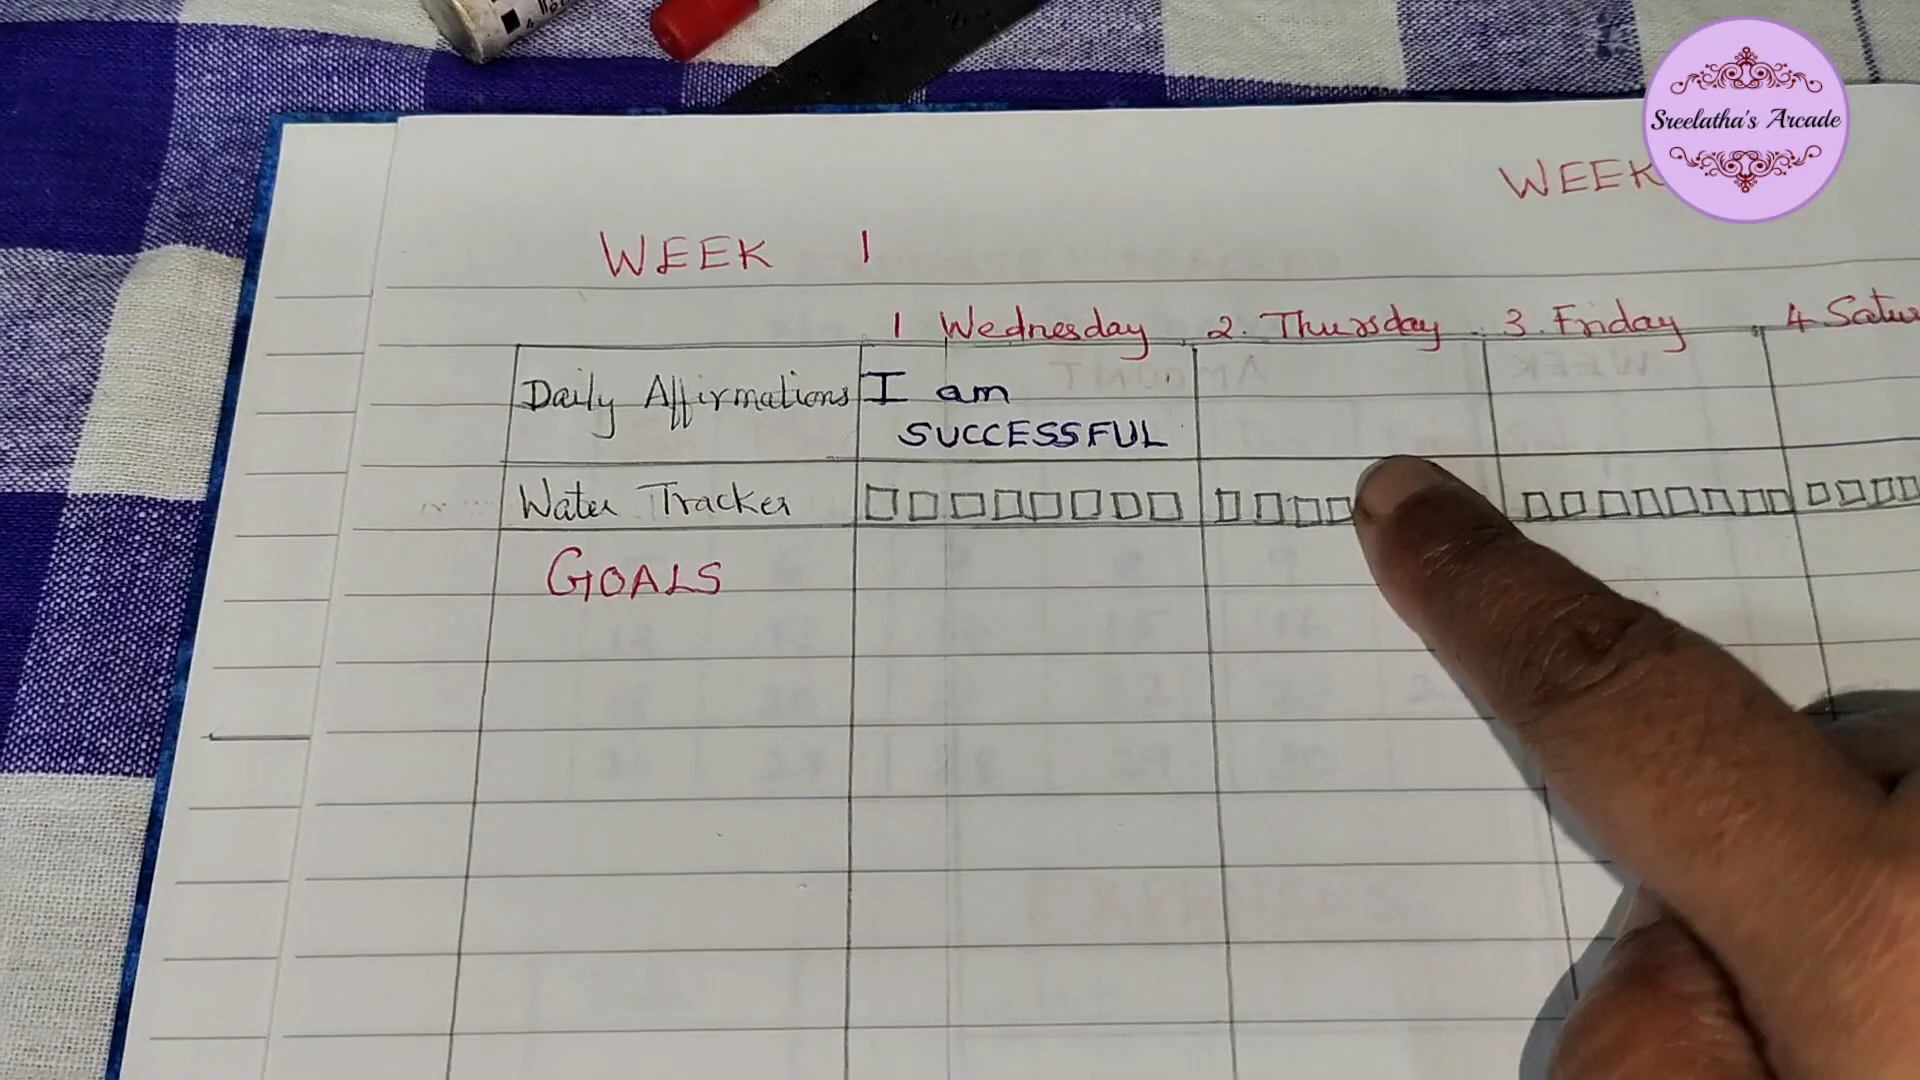 Sreelatha's Arcade
WEEK
WEEK 1
1 Wednesday 2. Thursday 3. Friday 4 Satur
Daily Affirmations I am
SUCCESSFUL
Water Tracker
GOALS